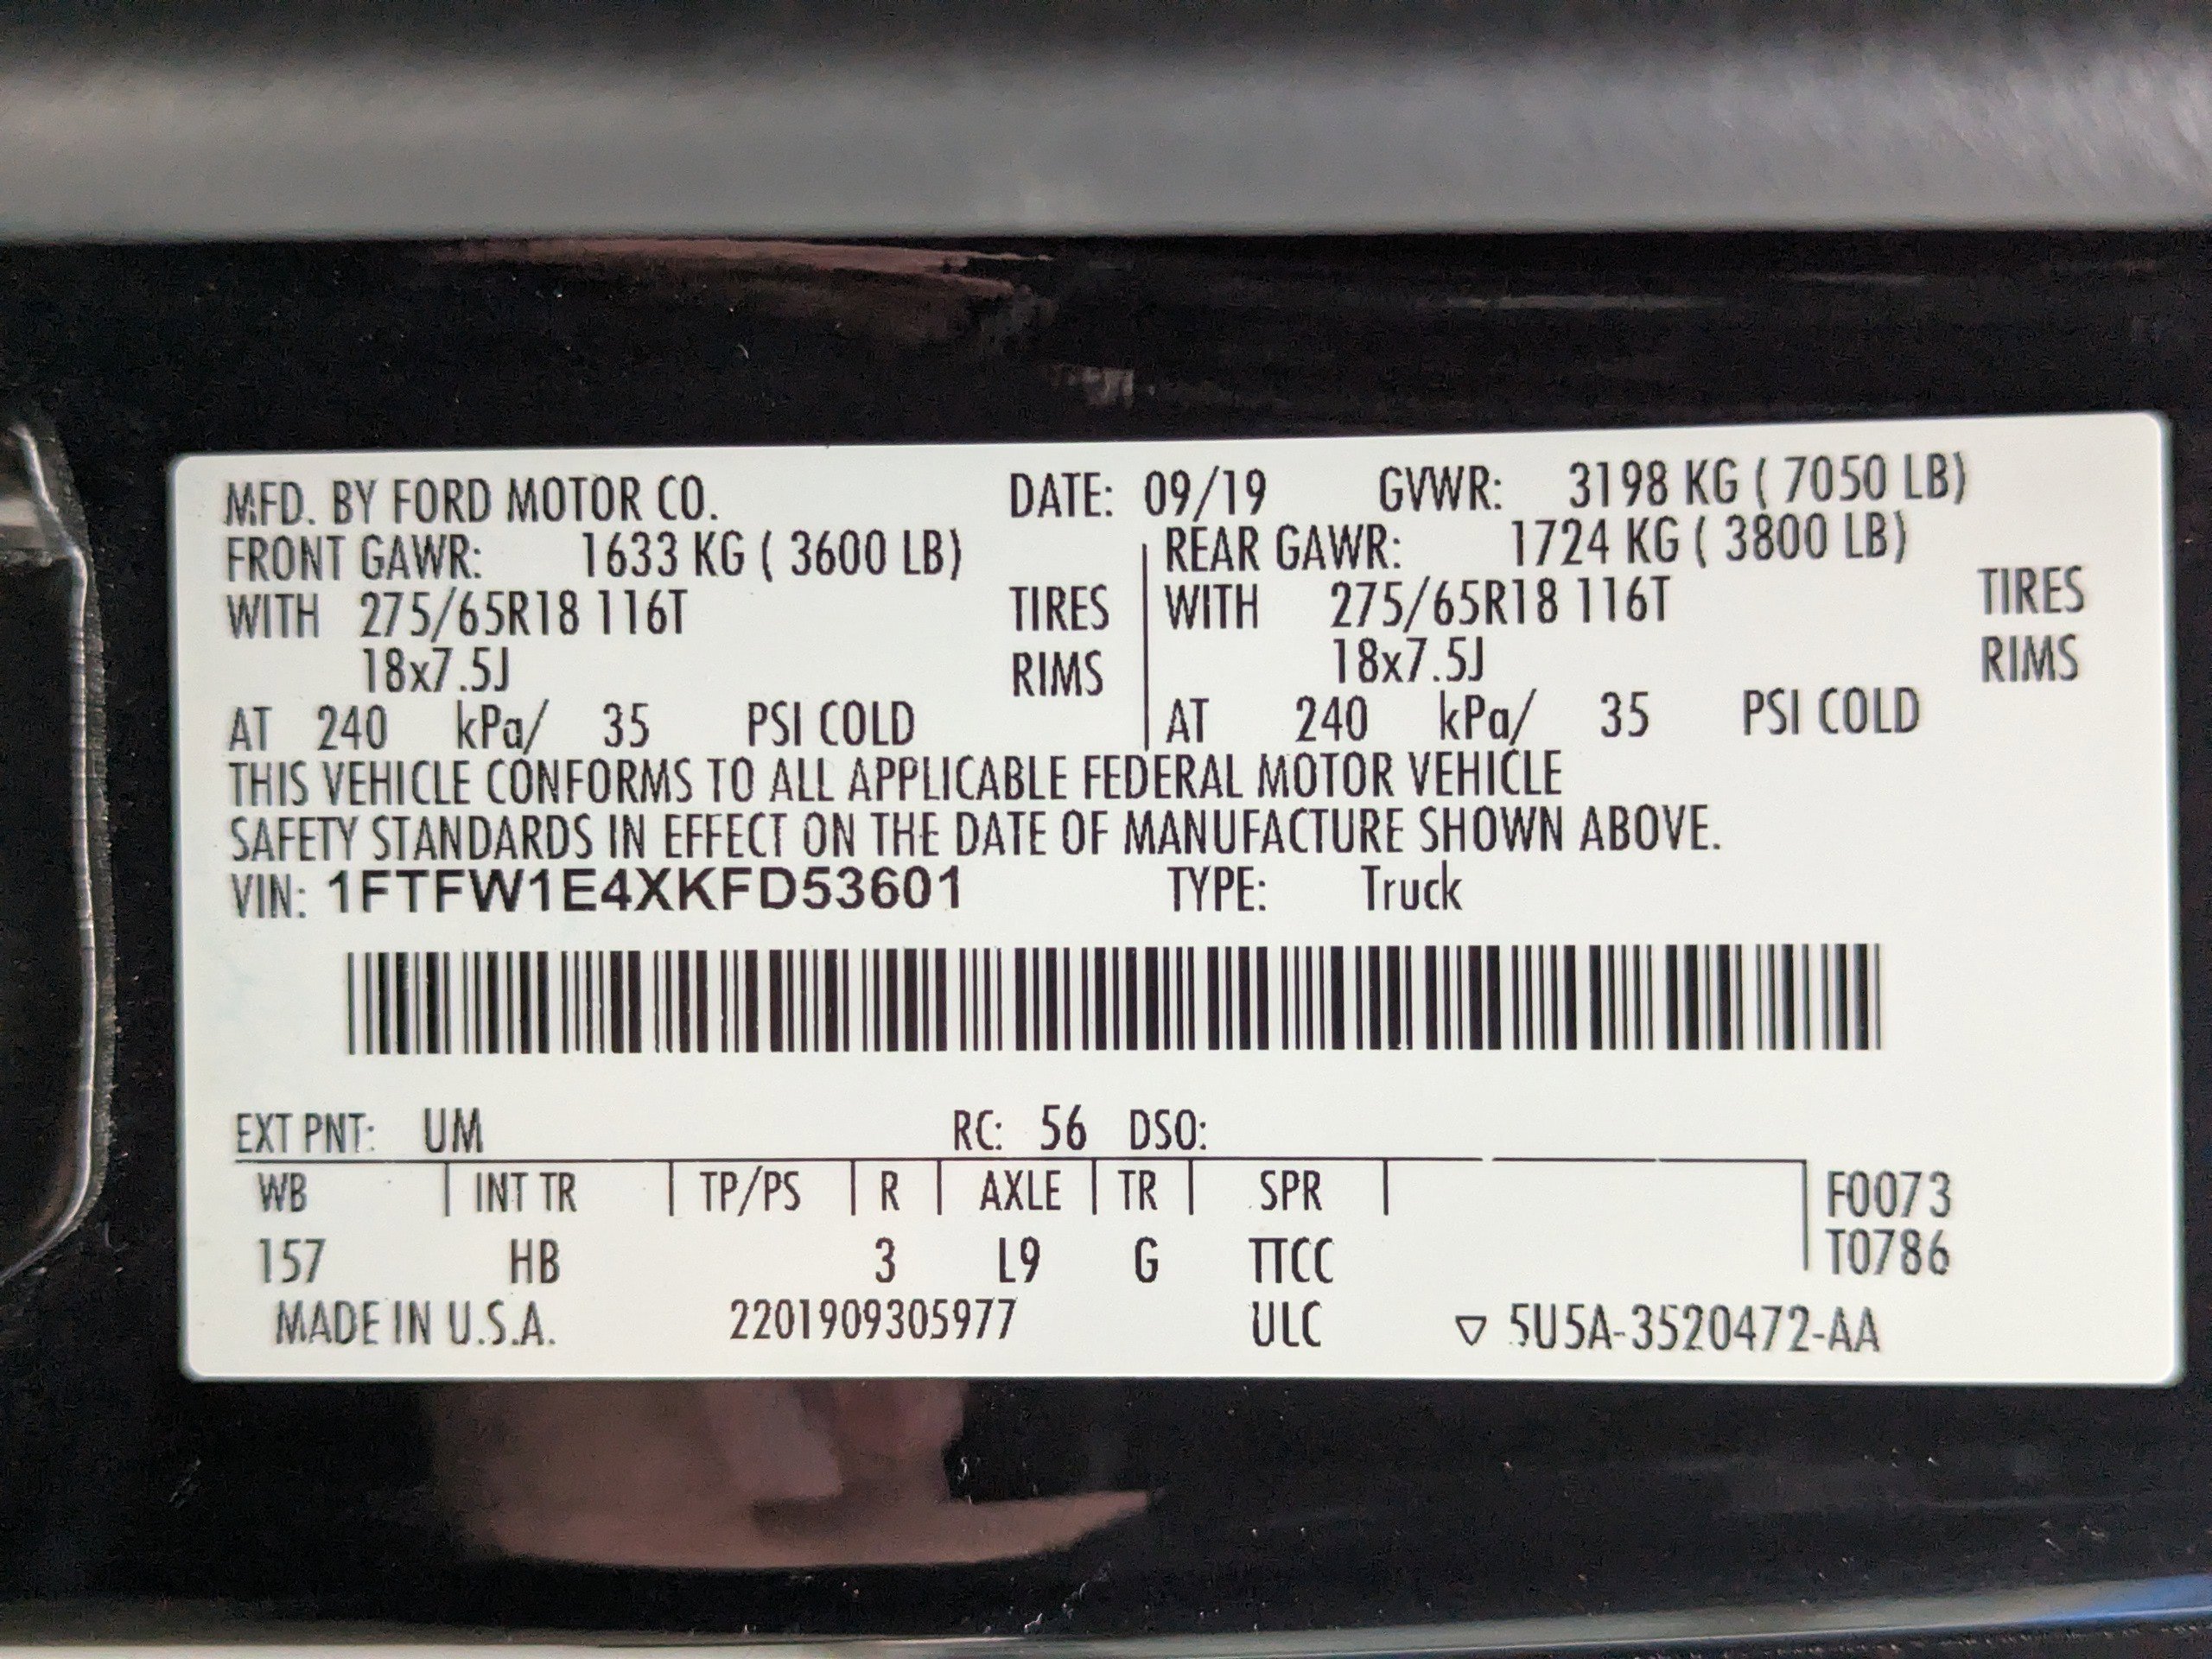 MFD. BY FORD MOTOR CO. DATE: 09/19 GVWR: 3198 KG ( 7050 LB)
FRONT GAWR: 1633 KG ( 3600 LB) REAR GAWR: 1724 KG ( 3800 LB)
WITH 275/65R18 116T TIRES WITH 275/65R18 116T TIRES
18x7.5J RIMS 18x7.5J RIMS
AT 240 kPa/ 35 PSI COLD AT 240 kPa/ 35 PSI COLD
THIS VEHICLE CONFORMS TO ALL APPLICABLE FEDERAL MOTOR VEHICLE
SAFETY STANDARDS IN EFFECT ON THE DATE OF MANUFACTURE SHOWN ABOVE.
VIN: 1FTFW1E4XKFD53601 TYPE: Truck
EXT PNT: UM RC: 56 DSO:
WB INT TR TP/PS R AXLE TR SPR F0073
157 HB 3 L9 G TTCC T0786
MADE IN U.S.A. 2201909305977 ULC ▽ 5U5A-3520472-AA